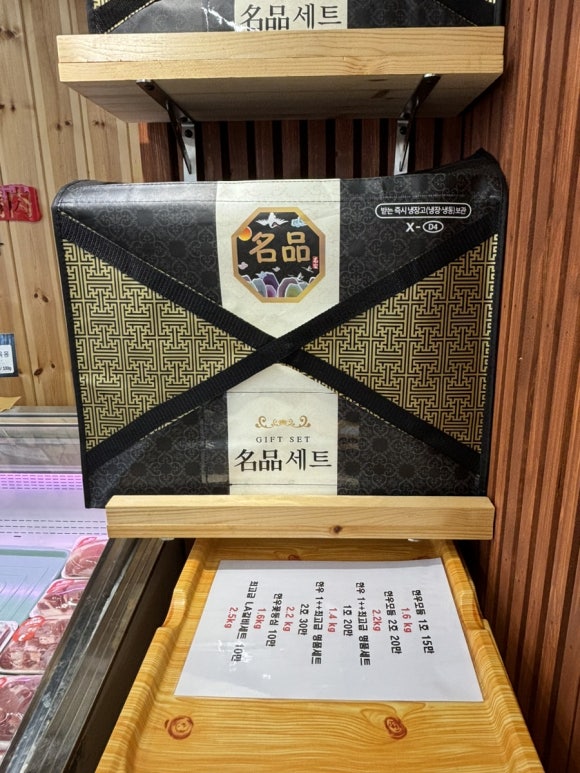 名品세트
받는 즉시 냉장고(냉장·냉동)보관
X- D4
名品
GIFT SET
名品세트
한우모둠 1호 15만
1.6 kg
한우모둠 2호 20만
2.2kg
한우 1++최고급 명품세트
1호 20만
1.4 kg
한우 1++최고급 명품세트
2호 30만
2.2 kg
한우꽃등심 10만
1.6kg
최고급 LA갈비세트 10만
2.5kg